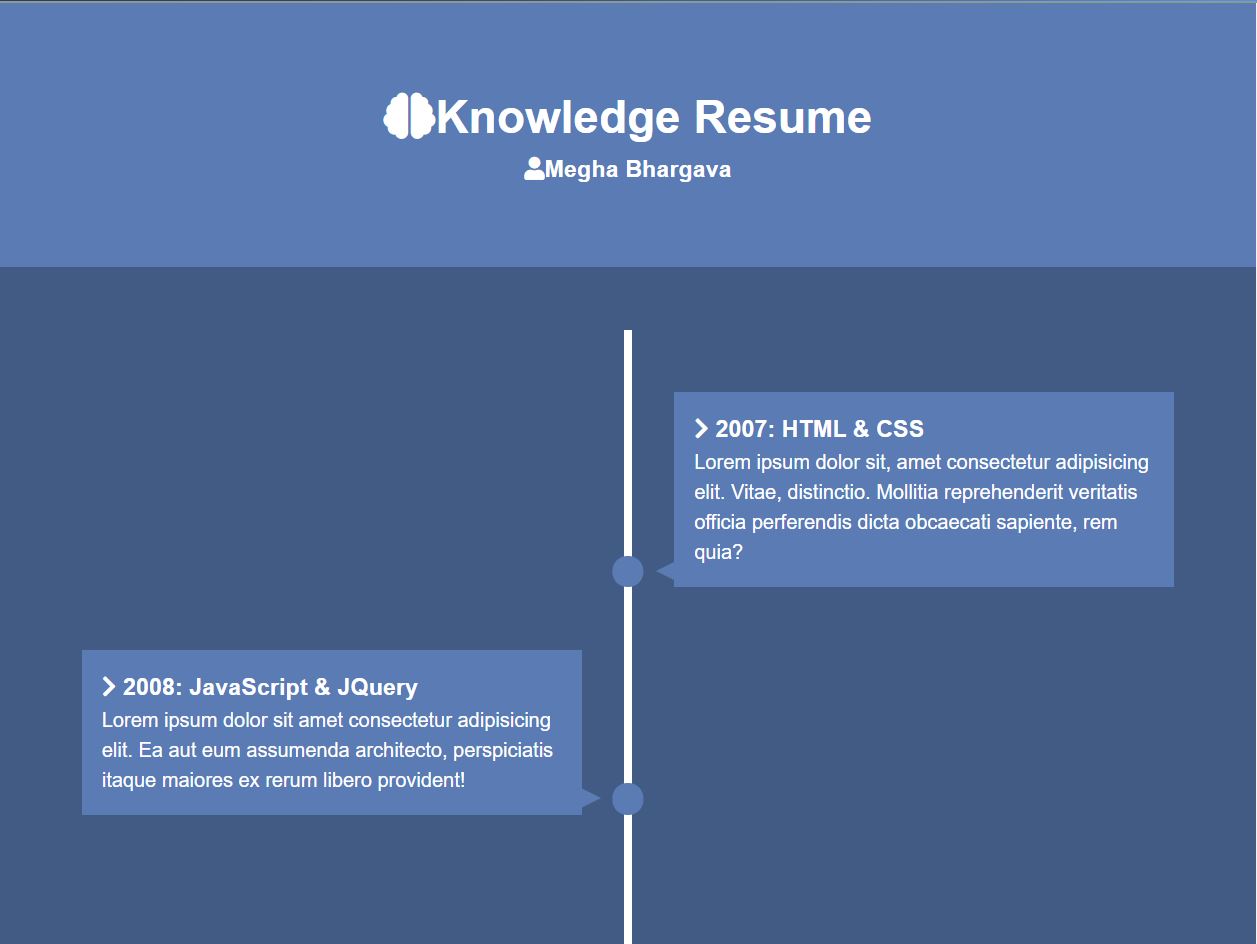 Knowledge Resume
Megha Bhargava
2007: HTML & CSS
Lorem ipsum dolor sit, amet consectetur adipisicing
elit. Vitae, distinctio. Mollitia reprehenderit veritatis
officia perferendis dicta obcaecati sapiente, rem
quia?
2008: JavaScript & JQuery
Lorem ipsum dolor sit amet consectetur adipisicing
elit. Ea aut eum assumenda architecto, perspiciatis
itaque maiores ex rerum libero provident!